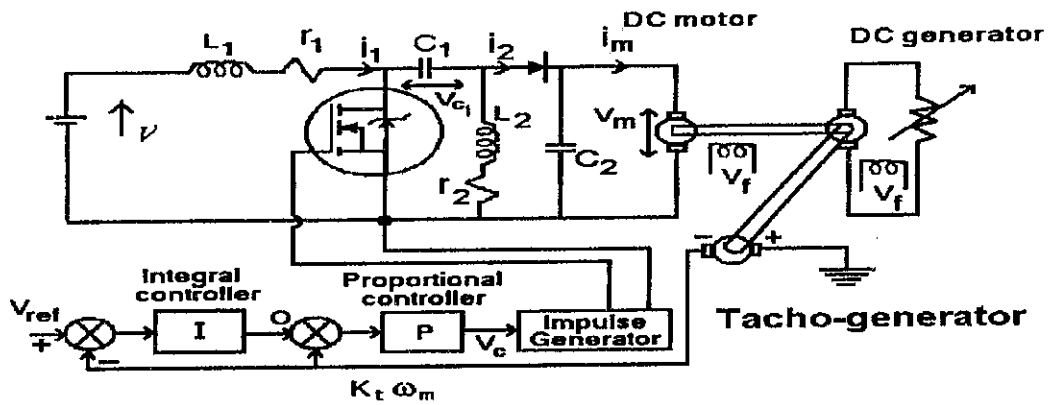 DC motor
DC generator
L1
r1
i1
C1
i2
im
Vc1
v
L2
r2
C2
Vm
Vf
Vf
- +
Integral
controller
Proportional
controller
Vref
+
-
I
O
P
Vc
Impulse
Generator
Tacho-generator
Kt ωm